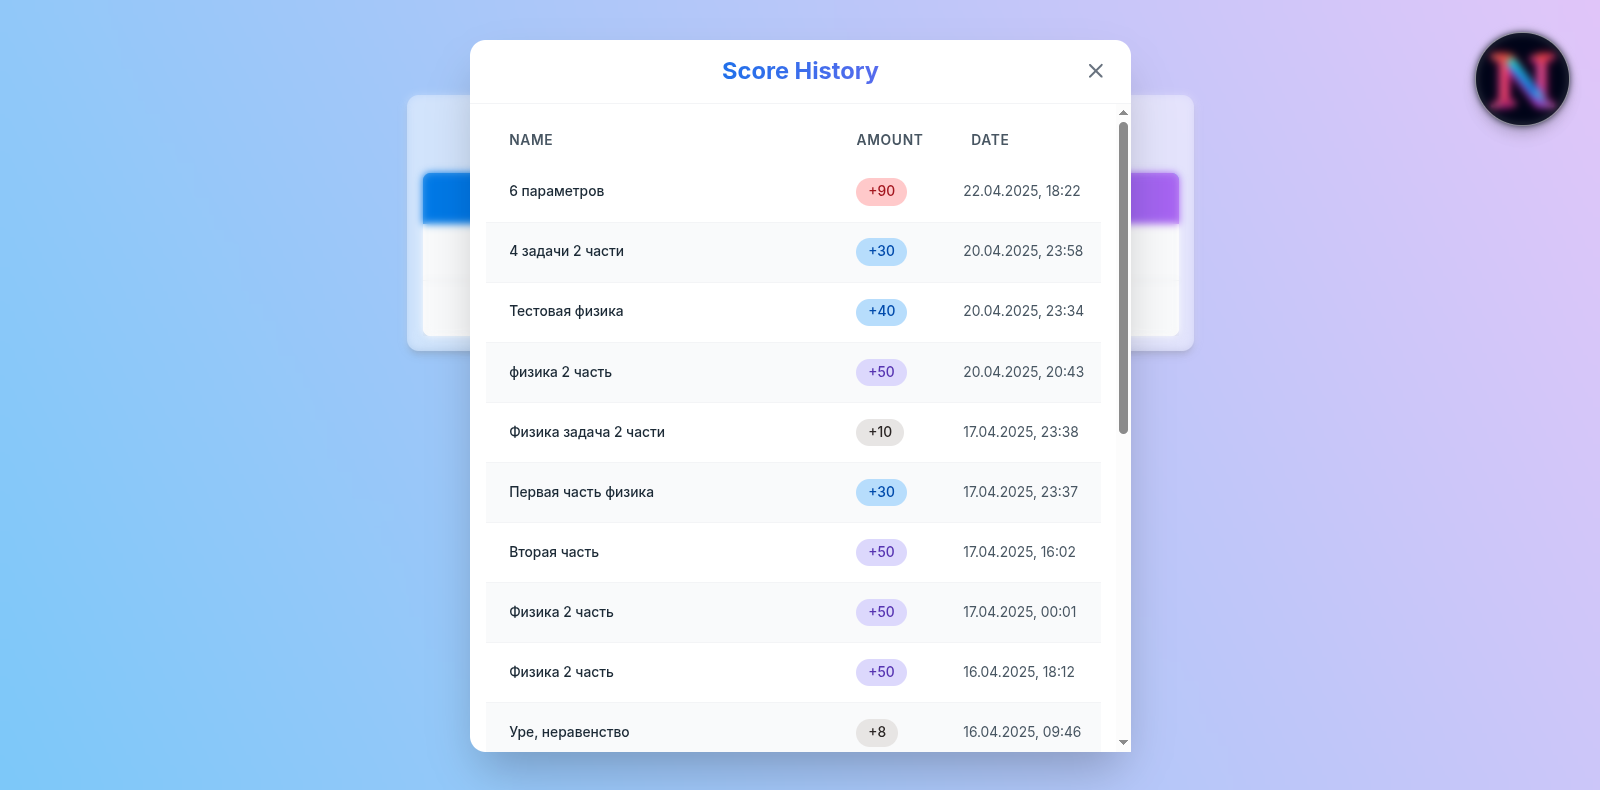 Score History
N
NAME AMOUNT DATE
6 параметров +90 22.04.2025, 18:22
4 задачи 2 части +30 20.04.2025, 23:58
Тестовая физика +40 20.04.2025, 23:34
физика 2 часть +50 20.04.2025, 20:43
Физика задача 2 части +10 17.04.2025, 23:38
Первая часть физика +30 17.04.2025, 23:37
Вторая часть +50 17.04.2025, 16:02
Физика 2 часть +50 17.04.2025, 00:01
Физика 2 часть +50 16.04.2025, 18:12
Уре, неравенство +8 16.04.2025, 09:46